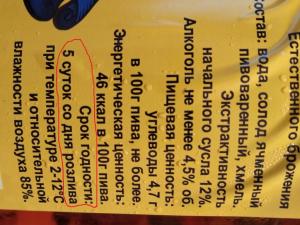 Естественного брожения
Состав: вода, солод ячменный
пивоваренный, хмель.
Экстрактивность
начального сусла 12%.
Алкоголь не менее 4,5% об.
Пищевая ценность:
углеводы 4,7 г
в 100г пива, не более.
Энергетическая ценность:
46 ккал в 100г пива.
Срок годности:
5 суток со дня розлива
при температуре 2-12°С
и относительной
влажности воздуха 85%.